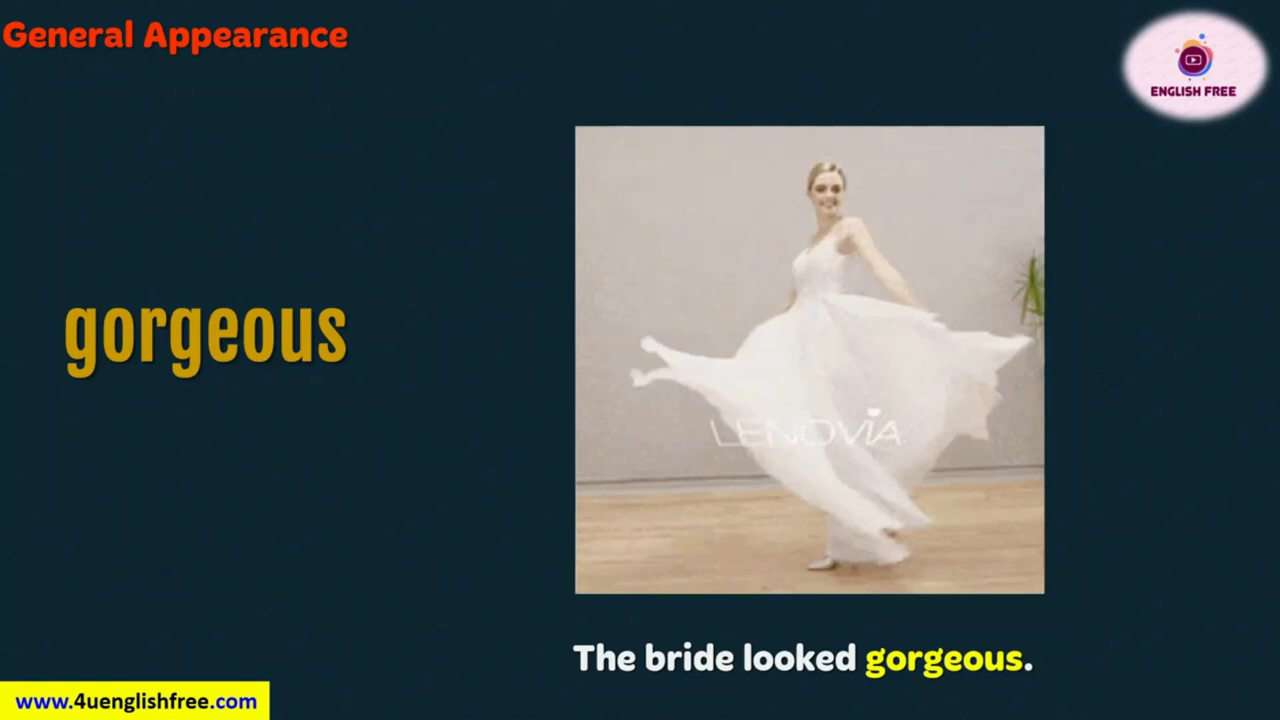 General Appearance
ENGLISH FREE
gorgeous
LENOVIA
The bride looked gorgeous.
www.4uenglishfree.com